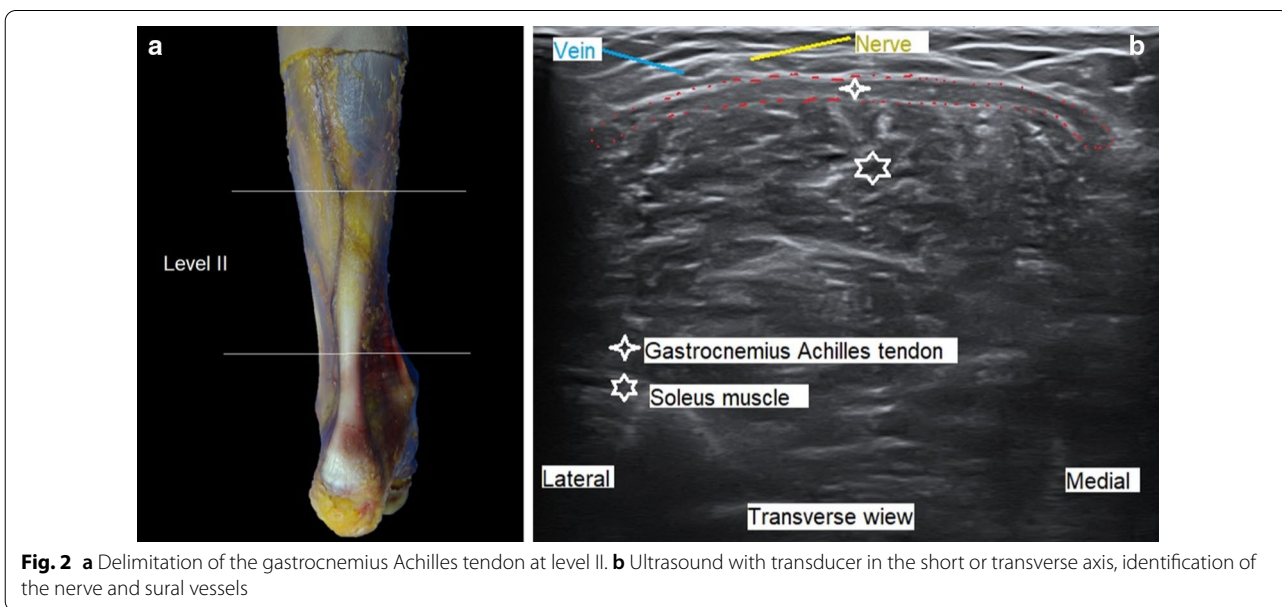 a
Level II
Vein
Nerve
b
Gastrocnemius Achilles tendon
Soleus muscle
Lateral
Medial
Transverse wiew
Fig. 2 a Delimitation of the gastrocnemius Achilles tendon at level II. b Ultrasound with transducer in the short or transverse axis, identification of
the nerve and sural vessels